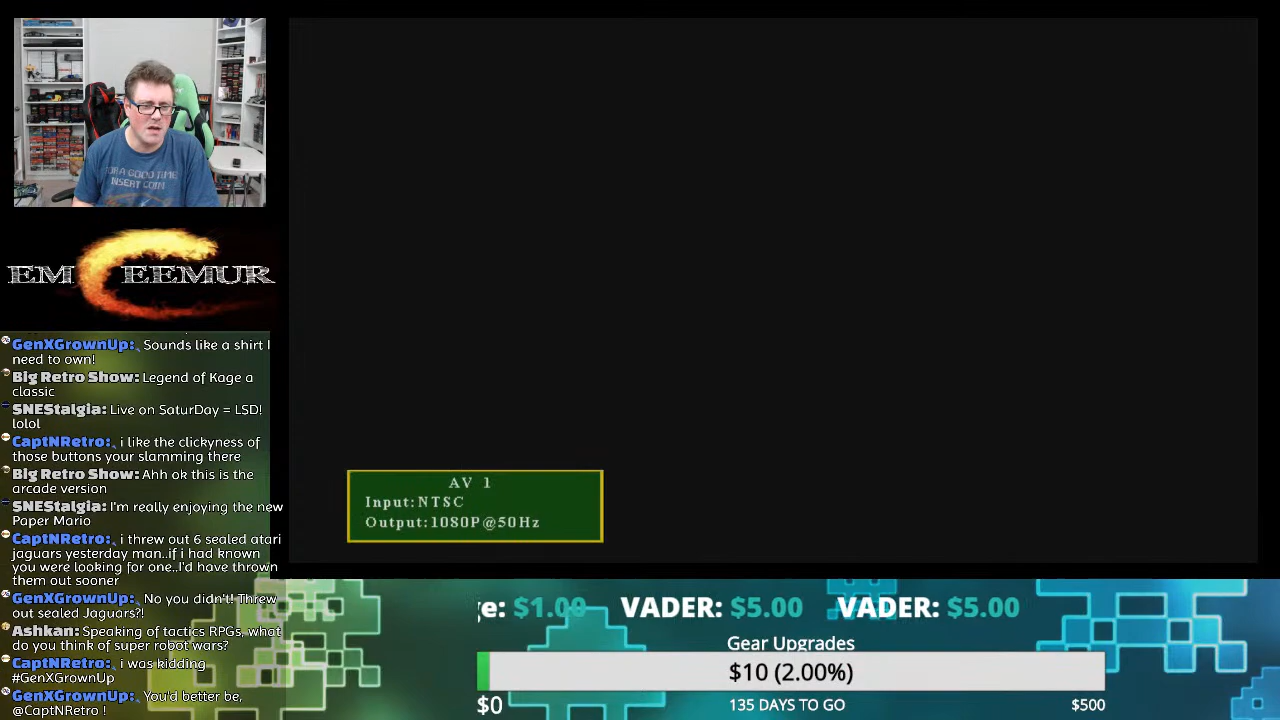 FOR A GOOD TIME
INSERT COIN
EMCEEMUR
GenXGrownUp: Sounds like a shirt I
need to own!
Big Retro Show: Legend of Kage a
classic
SNEStalgia: Live on SaturDay = LSD!
lolol
CaptNRetro: i like the clickyness of
those buttons your slamming there
Big Retro Show: Ahh ok this is the
arcade version
SNEStalgia: I'm really enjoying the new
Paper Mario
CaptNRetro: i threw out 6 sealed atari
jaguars yesterday man..if i had known
you were looking for one..I'd have thrown
them out sooner
GenXGrownUp: No you didn't! Threw
out sealed Jaguars?!
Ashkan: Speaking of tactics RPGs, what
do you think of super robot wars?
CaptNRetro: i was kidding
#GenXGrownUp
GenXGrownUp: You'd better be,
@CaptNRetro !
AV 1
Input:NTSC
Output:1080P@50Hz
ge: $1.00 VADER: $5.00 VADER: $5.00
Gear Upgrades
$10 (2.00%)
$0 135 DAYS TO GO $500